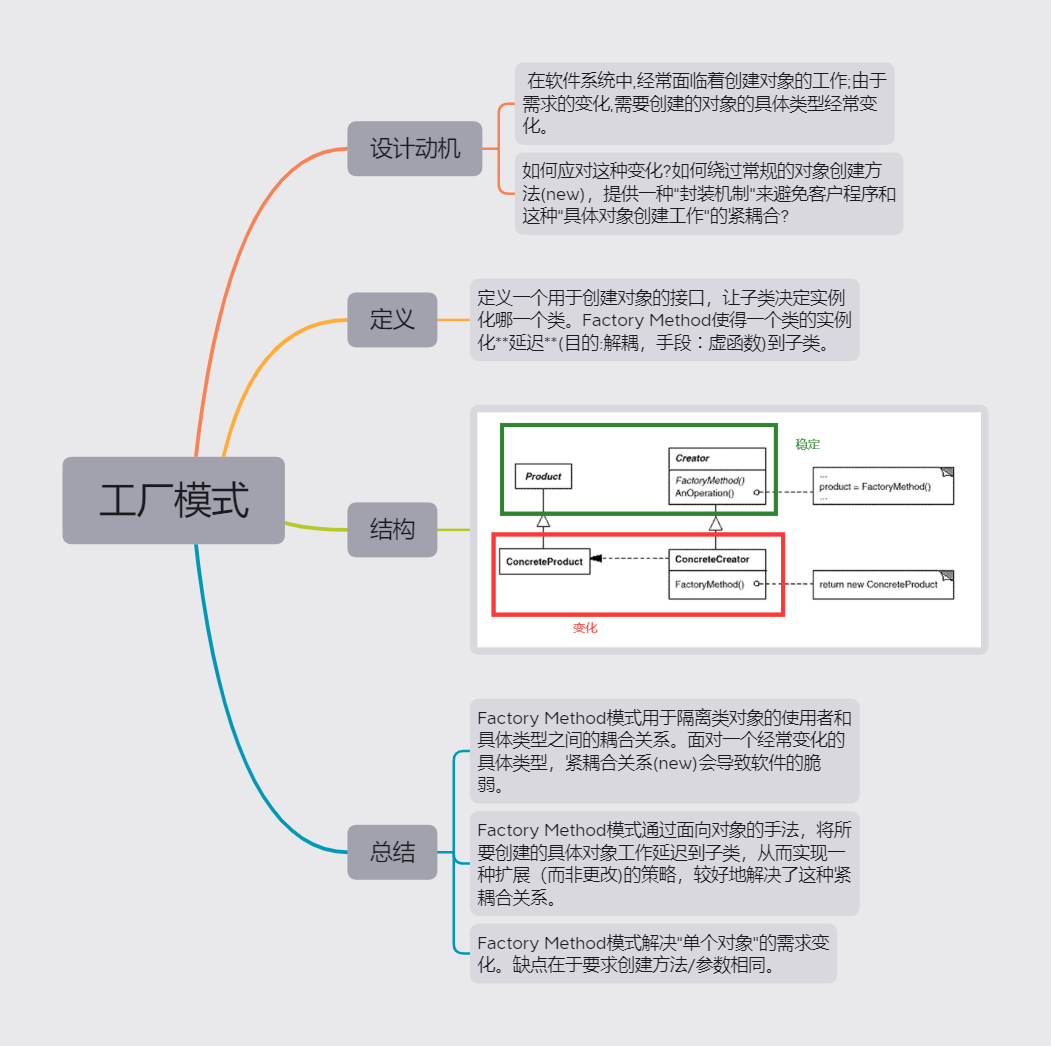 工厂模式
设计动机
在软件系统中,经常面临着创建对象的工作;由于
需求的变化,需要创建的对象的具体类型经常变
化。
如何应对这种变化?如何绕过常规的对象创建方
法(new)，提供一种"封装机制"来避免客户程序和
这种"具体对象创建工作"的紧耦合?
定义
定义一个用于创建对象的接口，让子类决定实例
化哪一个类。Factory Method使得一个类的实例
化**延迟**(目的:解耦，手段：虚函数)到子类。
结构
稳定
Product
Creator
FactoryMethod()
AnOperation()
...
product = FactoryMethod()
...
ConcreteProduct
ConcreteCreator
FactoryMethod()
return new ConcreteProduct
变化
总结
Factory Method模式用于隔离类对象的使用者和
具体类型之间的耦合关系。面对一个经常变化的
具体类型，紧耦合关系(new)会导致软件的脆
弱。
Factory Method模式通过面向对象的手法，将所
要创建的具体对象工作延迟到子类，从而实现一
种扩展（而非更改)的策略，较好地解决了这种紧
耦合关系。
Factory Method模式解决"单个对象"的需求变
化。缺点在于要求创建方法/参数相同。